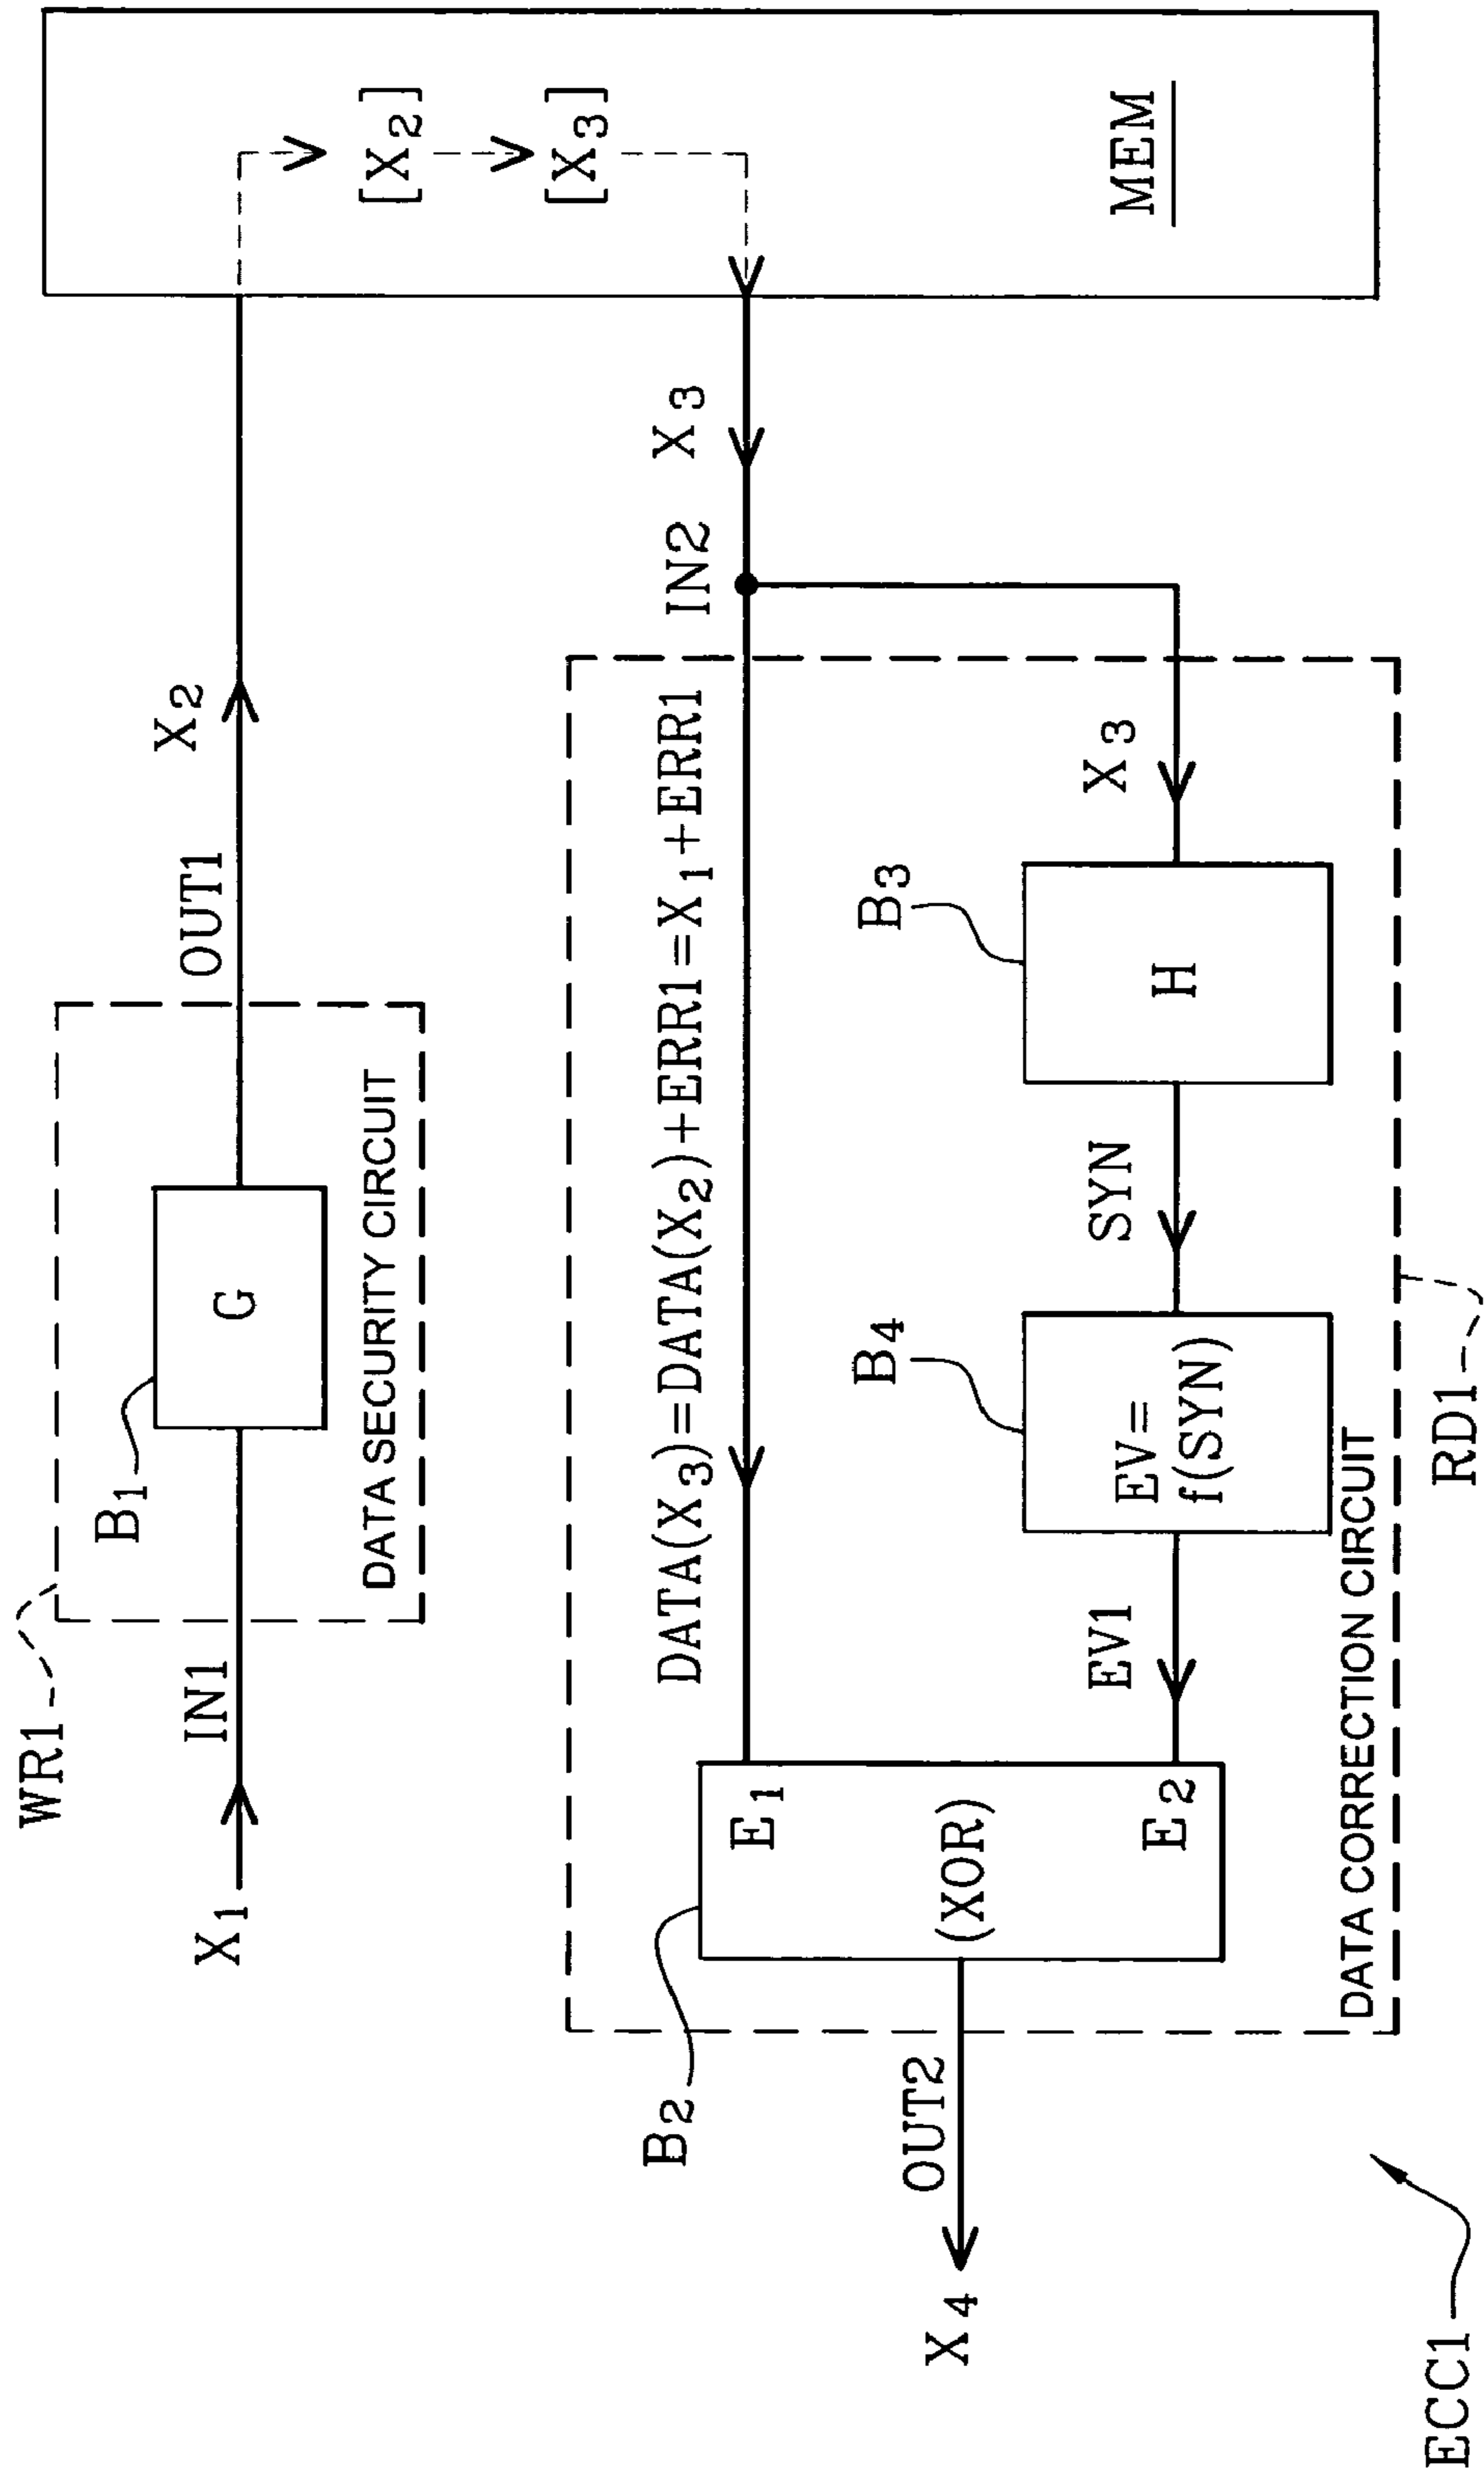 WR1
X1
IN1
B1
G
DATA SECURITY CIRCUIT
OUT1
X2
[X2]
[X3]
MEM
X3
IN2
DATA(X3)=DATA(X2)+ERR1=X1+ERR1
X3
B3
H
SYN
B4
EV=
f(SYN)
EV1
E1
(XOR)
E2
B2
OUT2
X4
DATA CORRECTION CIRCUIT
RD1
ECC1